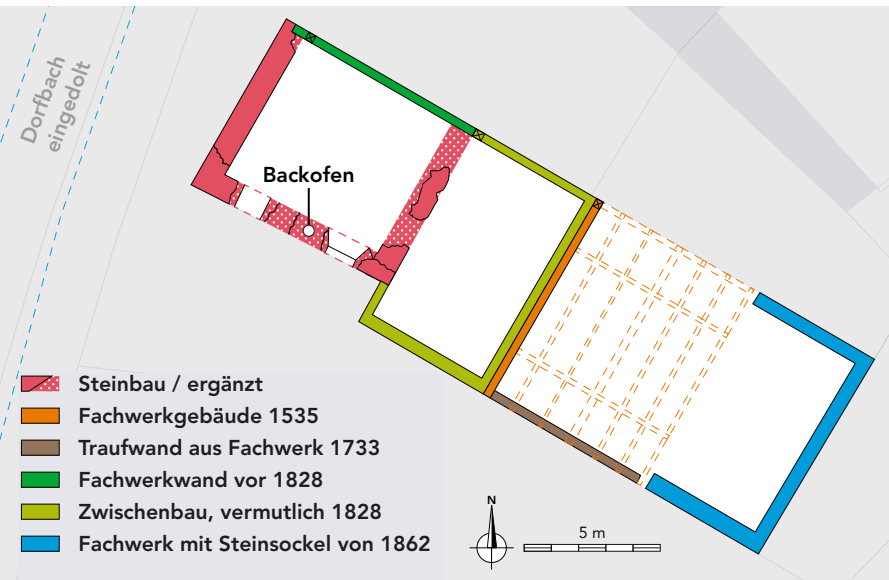 Dorfbach
eingedolt
Backofen
Steinbau / ergänzt
Fachwerkgebäude 1535
Traufwand aus Fachwerk 1733
Fachwerkwand vor 1828
Zwischenbau, vermutlich 1828
Fachwerk mit Steinsockel von 1862
N
5 m